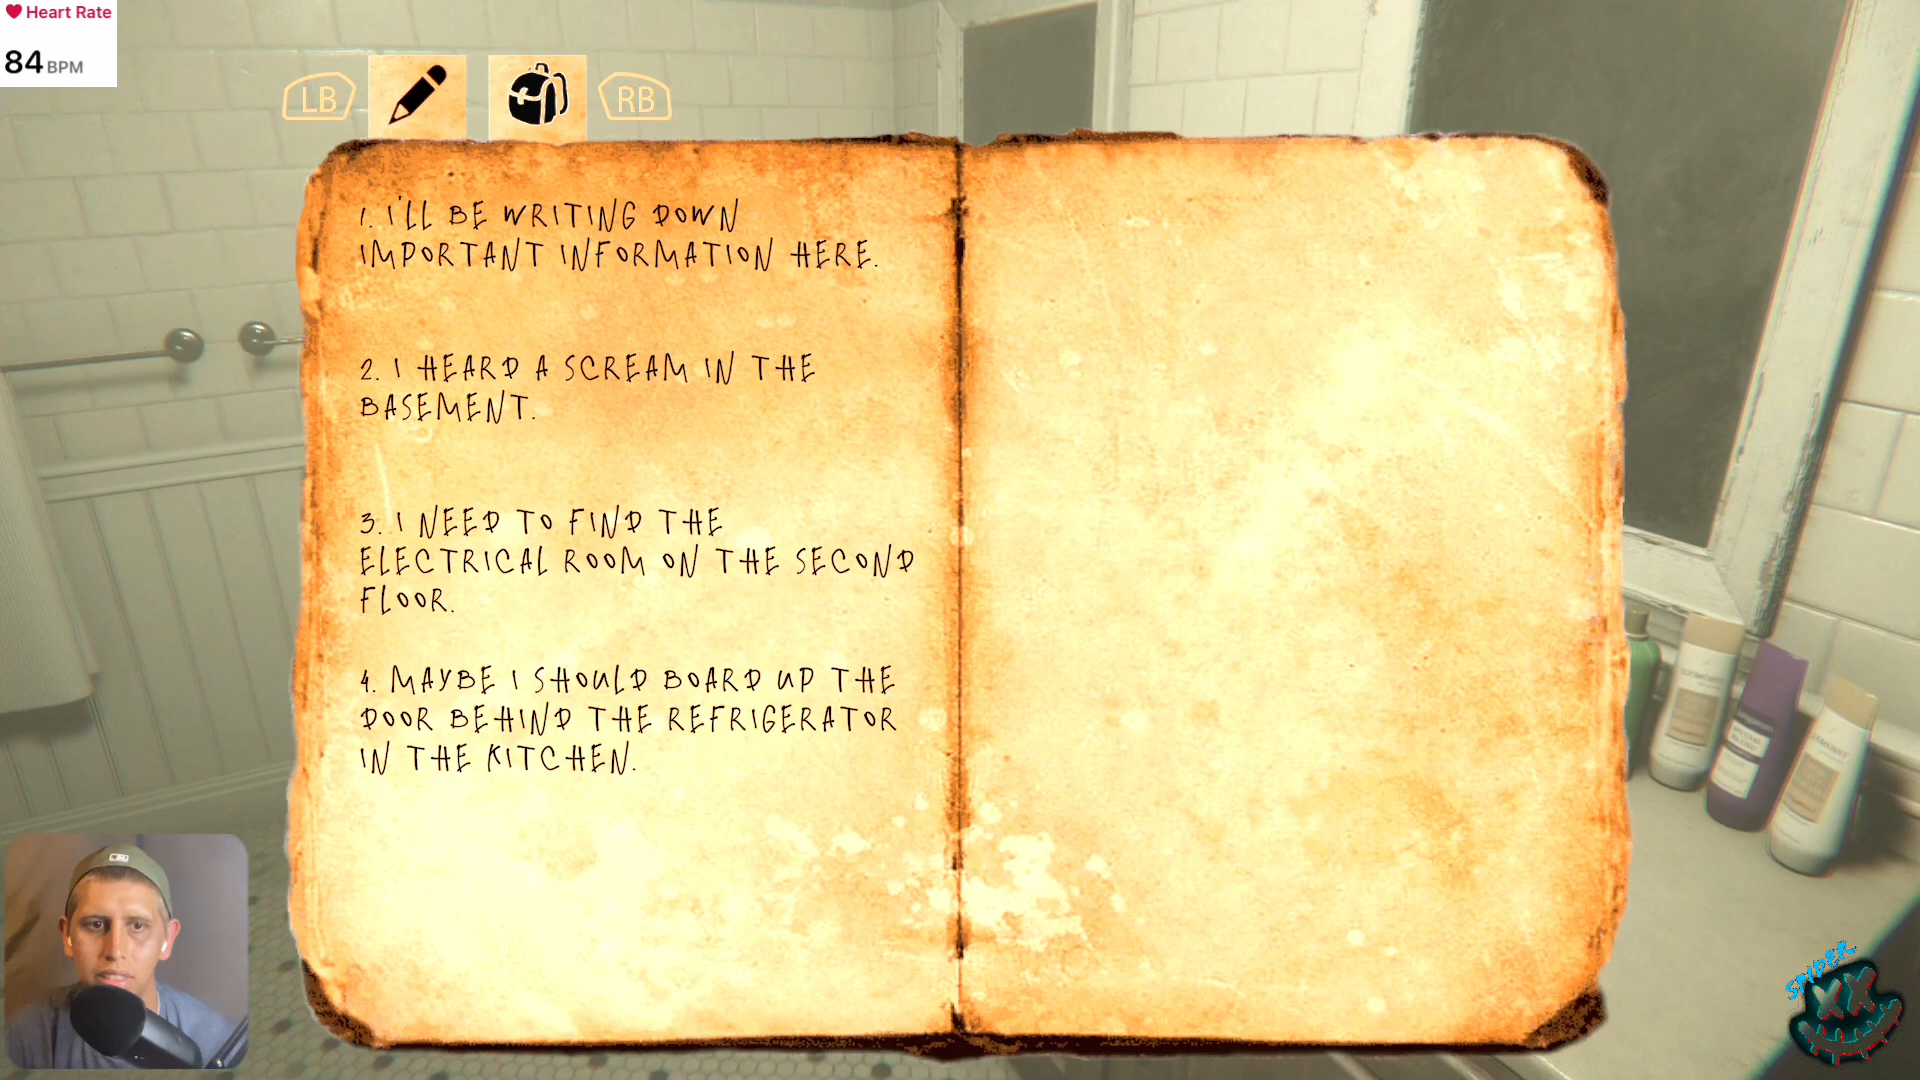 Heart Rate
84 BPM
LB
RB
1. I'LL BE WRITING DOWN
IMPORTANT INFORMATION HERE.
2. I HEARD A SCREAM IN THE
BASEMENT.
3. I NEED TO FIND THE
ELECTRICAL ROOM ON THE SECOND
FLOOR.
4. MAYBE I SHOULD BOARD UP THE
DOOR BEHIND THE REFRIGERATOR
IN THE KITCHEN.
SPIDER